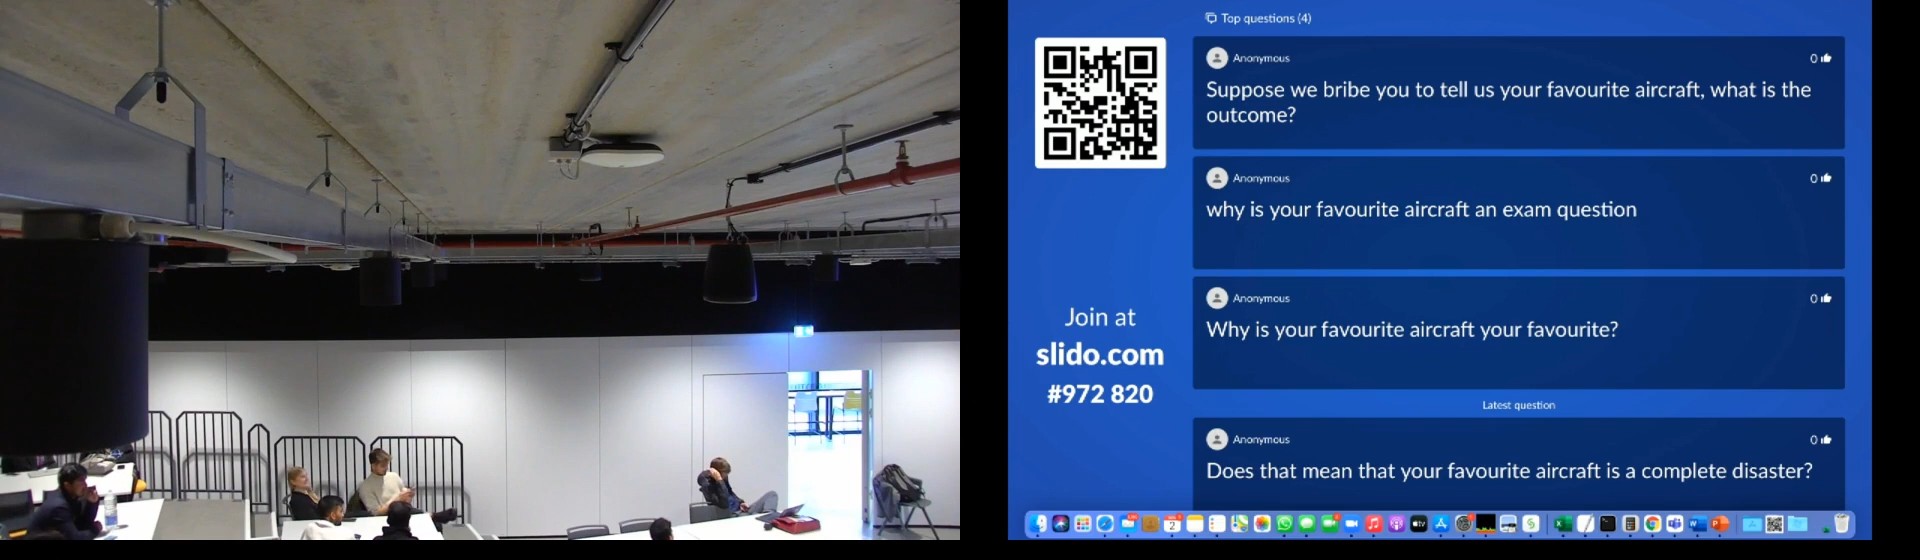 Top questions (4)
Anonymous
0
Suppose we bribe you to tell us your favourite aircraft, what is the
outcome?
Anonymous
0
why is your favourite aircraft an exam question
Anonymous
0
Why is your favourite aircraft your favourite?
Latest question
Anonymous
0
Does that mean that your favourite aircraft is a complete disaster?
Join at
slido.com
#972 820